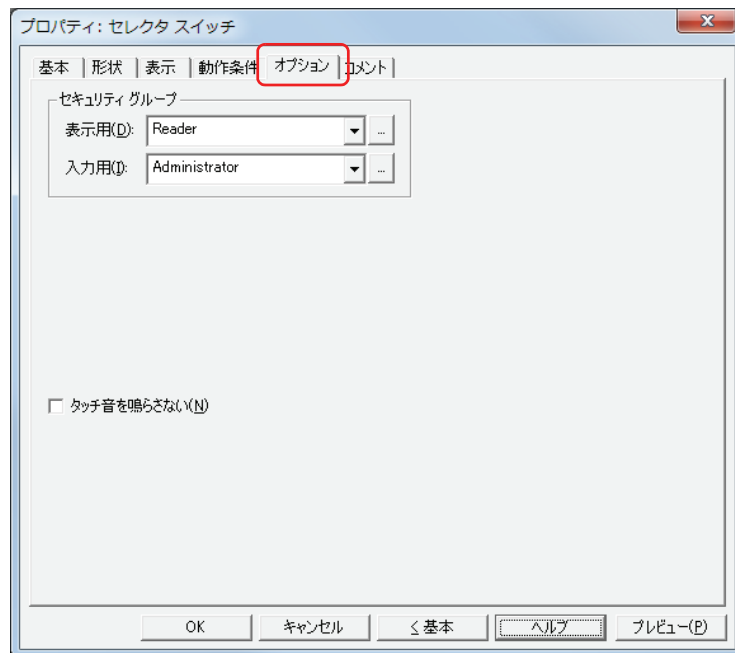 プロパティ: セレクタ スイッチ
基本 形状 表示 動作条件 オプション コメント
セキュリティ グループ
表示用(D): Reader ...
入力用(I): Administrator ...
タッチ音を鳴らさない(N)
OK キャンセル ≤ 基本 ヘルプ プレビュー(P)